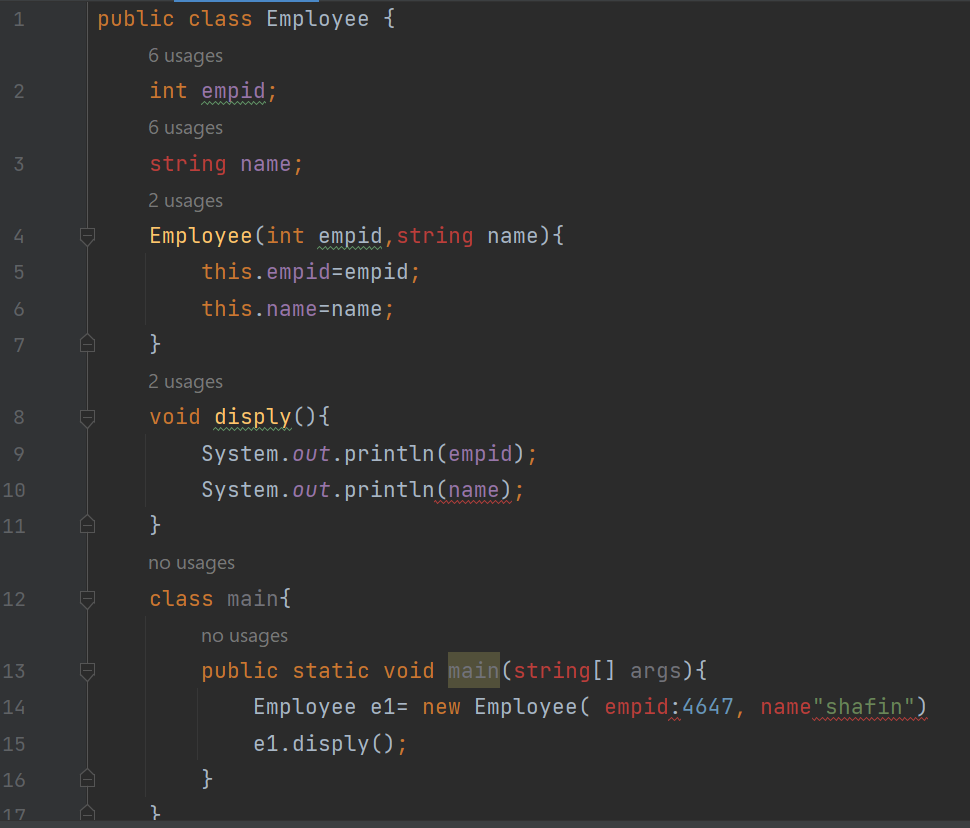 1 public class Employee {
6 usages
2 int empid;
6 usages
3 string name;
2 usages
4 Employee(int empid,string name){
5 this.empid=empid;
6 this.name=name;
7 }
2 usages
8 void disply(){
9 System.out.println(empid);
10 System.out.println(name);
11 }
no usages
12 class main{
no usages
13 public static void main(string[] args){
14 Employee e1= new Employee( empid:4647, name"shafin")
15 e1.disply();
16 }
17 }